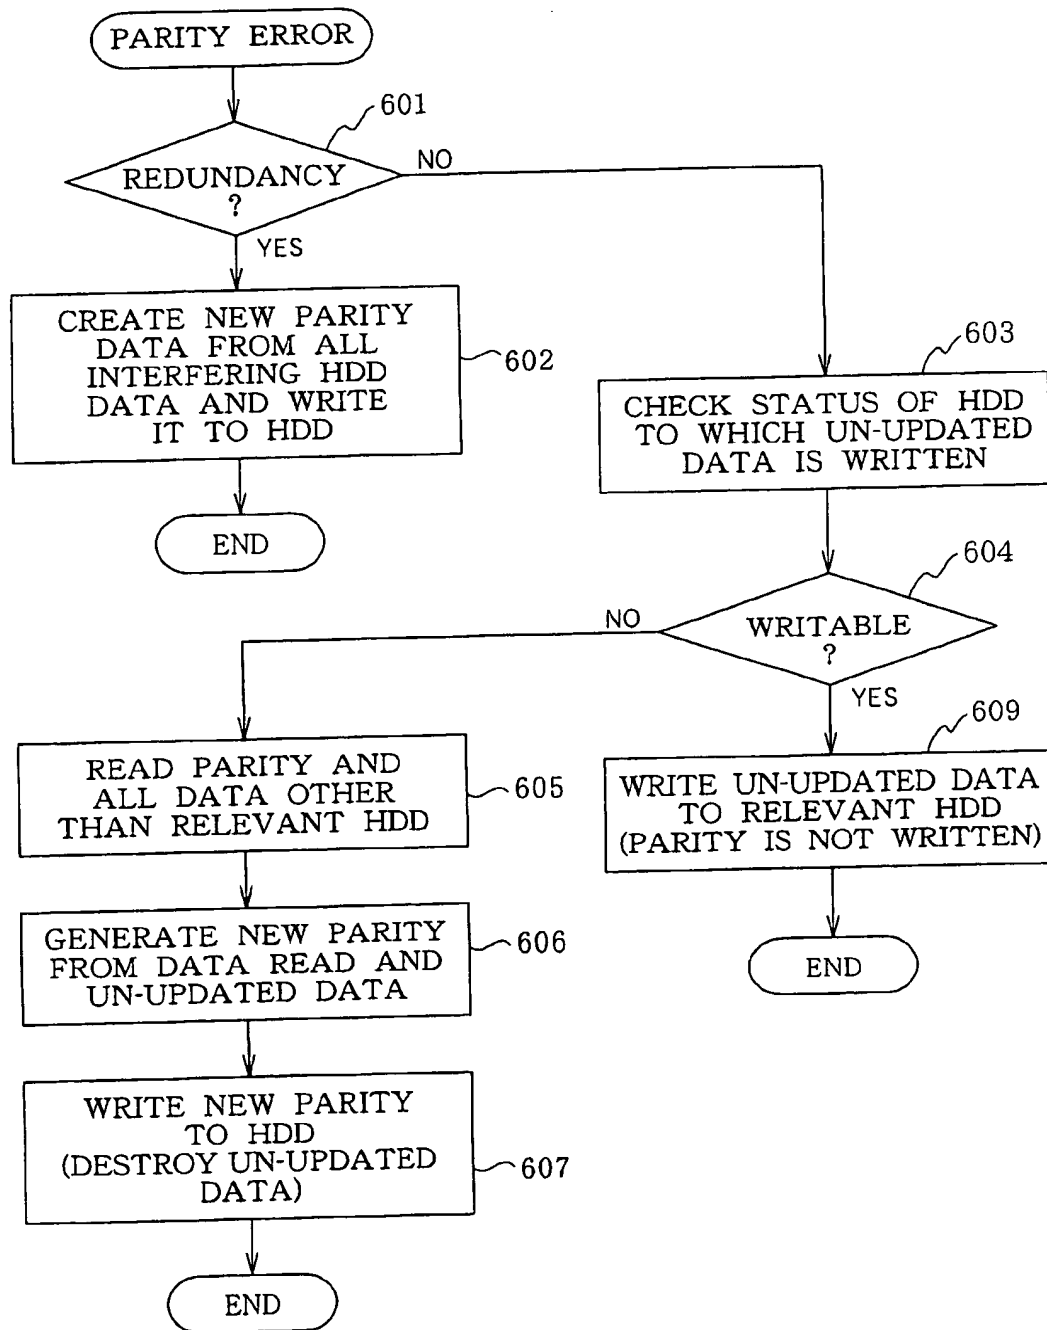 PARITY ERROR
601
REDUNDANCY
?
NO
YES
CREATE NEW PARITY
DATA FROM ALL
INTERFERING HDD
DATA AND WRITE
IT TO HDD
602
END
603
CHECK STATUS OF HDD
TO WHICH UN-UPDATED
DATA IS WRITTEN
604
WRITABLE
?
NO
YES
609
WRITE UN-UPDATED DATA
TO RELEVANT HDD
(PARITY IS NOT WRITTEN)
END
READ PARITY AND
ALL DATA OTHER
THAN RELEVANT HDD
605
GENERATE NEW PARITY
FROM DATA READ AND
UN-UPDATED DATA
606
WRITE NEW PARITY
TO HDD
(DESTROY UN-UPDATED
DATA)
607
END